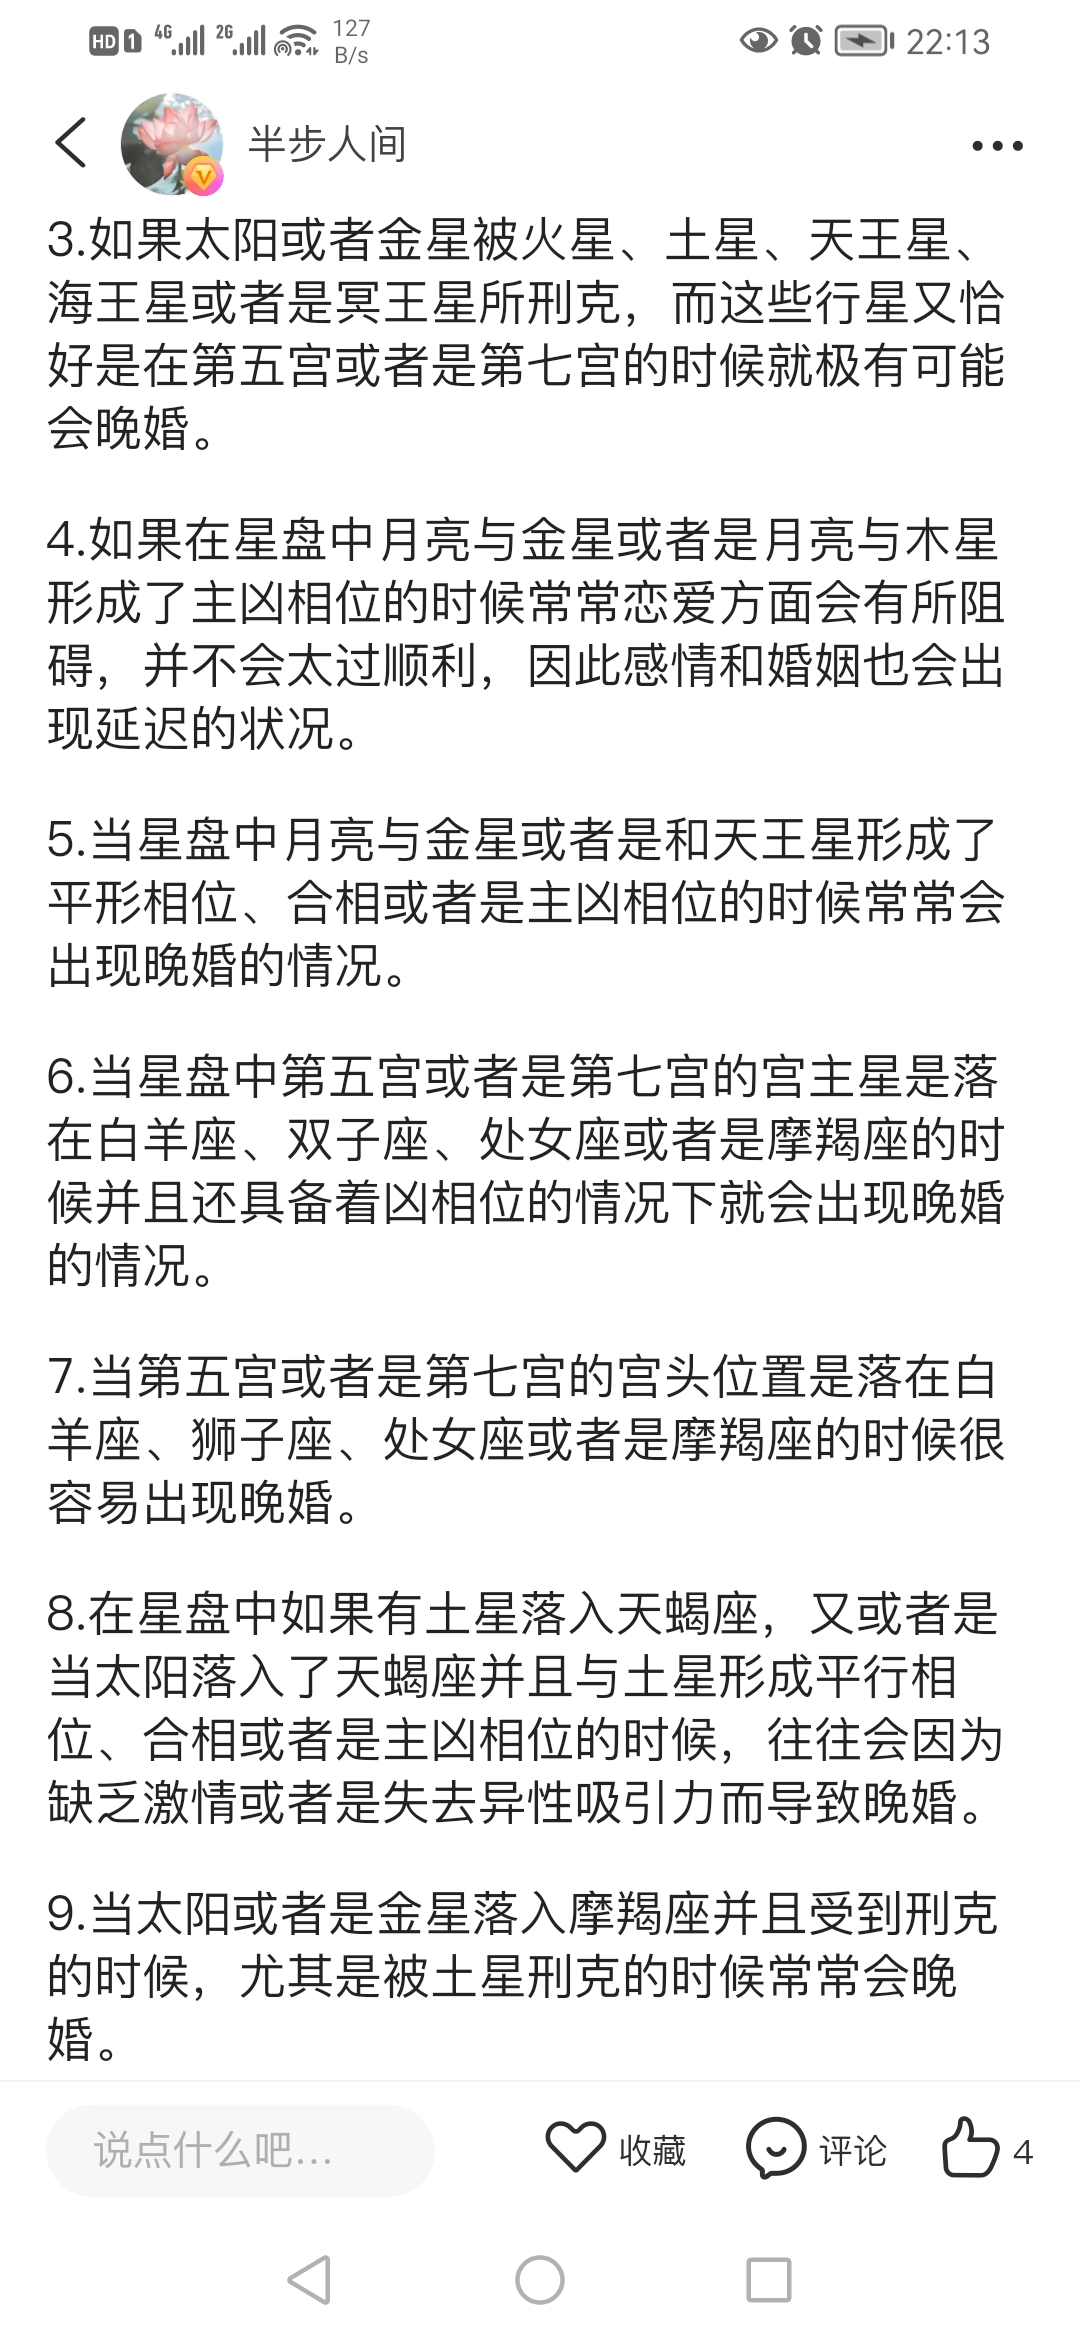 HD 1 4G 2G 127 B/s 22:13
半步人间
3.如果太阳或者金星被火星、土星、天王星、
海王星或者是冥王星所刑克，而这些行星又恰
好是在第五宫或者是第七宫的时候就极有可能
会晚婚。
4.如果在星盘中月亮与金星或者是月亮与木星
形成了主凶相位的时候常常恋爱方面会有所阻
碍，并不会太过顺利，因此感情和婚姻也会出
现延迟的状况。
5.当星盘中月亮与金星或者是和天王星形成了
平形相位、合相或者是主凶相位的时候常常会
出现晚婚的情况。
6.当星盘中第五宫或者是第七宫的宫主星是落
在白羊座、双子座、处女座或者是摩羯座的时
候并且还具备着凶相位的情况下就会出现晚婚
的情况。
7.当第五宫或者是第七宫的宫头位置是落在白
羊座、狮子座、处女座或者是摩羯座的时候很
容易出现晚婚。
8.在星盘中如果有土星落入天蝎座，又或者是
当太阳落入了天蝎座并且与土星形成平行相
位、合相或者是主凶相位的时候，往往会因为
缺乏激情或者是失去异性吸引力而导致晚婚。
9.当太阳或者是金星落入摩羯座并且受到刑克
的时候，尤其是被土星刑克的时候常常会晚
婚。
说点什么吧... 收藏 评论 4